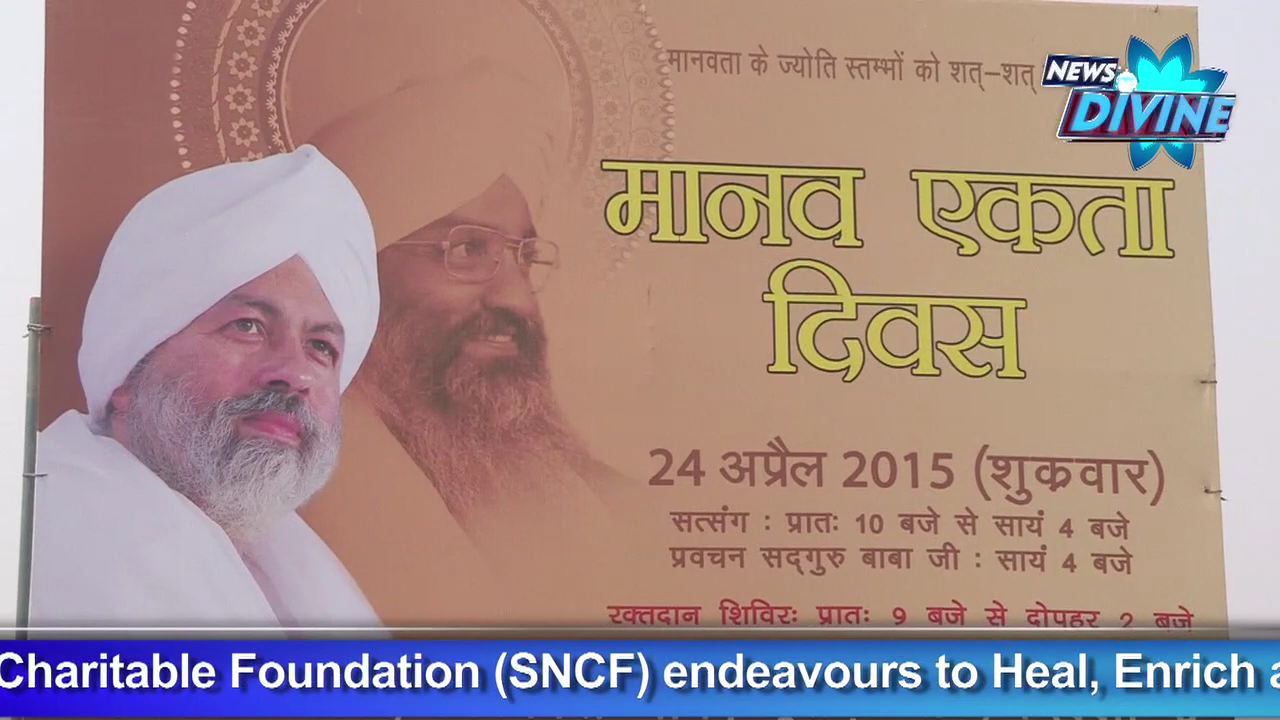 मानवता के ज्योति स्तम्भों को शत्-शत्
NEWS
DIVINE
मानव एकता
दिवस
24 अप्रैल 2015 (शुक्रवार)
सत्संग : प्रातः 10 बजे से सायं 4 बजे
प्रवचन सद्गुरु बाबा जी : सायं 4 बजे
रक्तदान शिविरः प्रातः 9 बजे से दोपहर 2 बजे
Charitable Foundation (SNCF) endeavours to Heal, Enrich